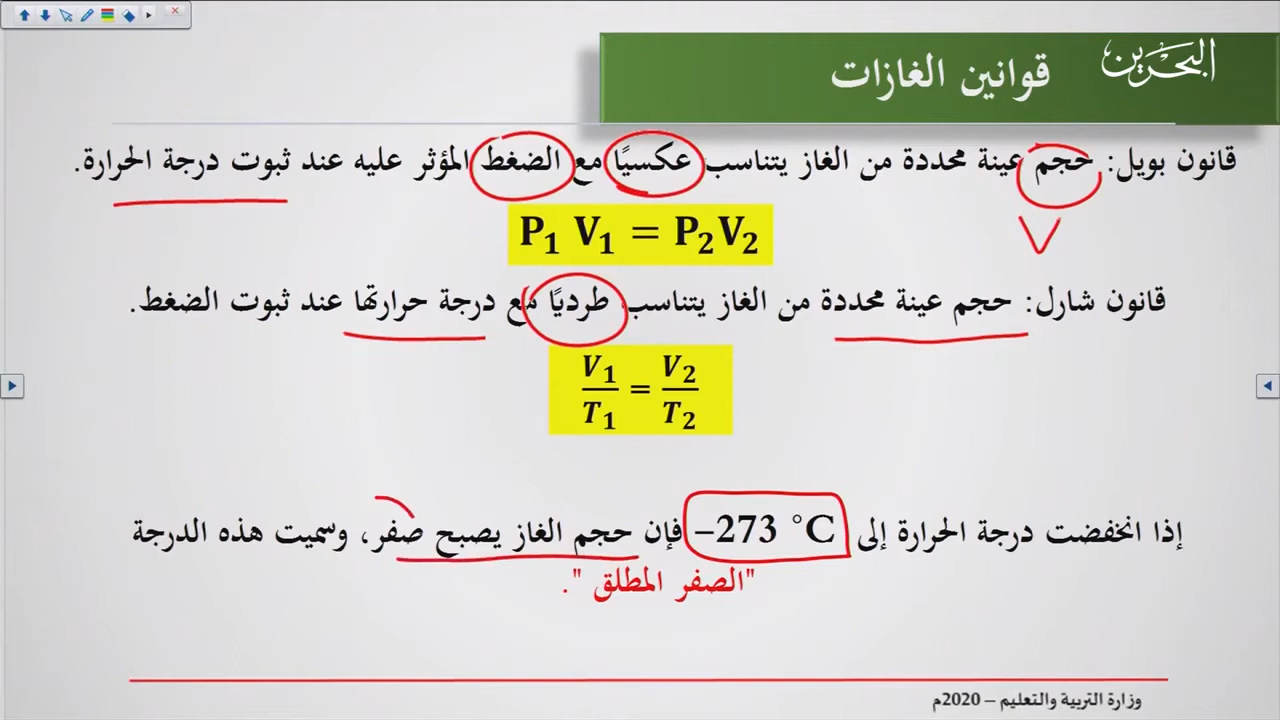 البحرين
قوانين الغازات
قانون بويل: حجم عينة محددة من الغاز يتناسب عكسيًا مع الضغط المؤثر عليه عند ثبوت درجة الحرارة.
P₁ V₁ = P₂V₂
V
قانون شارل: حجم عينة محددة من الغاز يتناسب طرديًا مع درجة حرارتها عند ثبوت الضغط.
V₁/T₁ = V₂/T₂
إذا انخفضت درجة الحرارة إلى –273 °C فإن حجم الغاز يصبح صفر، وسميت هذه الدرجة
"الصفر المطلق ".
وزارة التربية والتعليم – 2020م